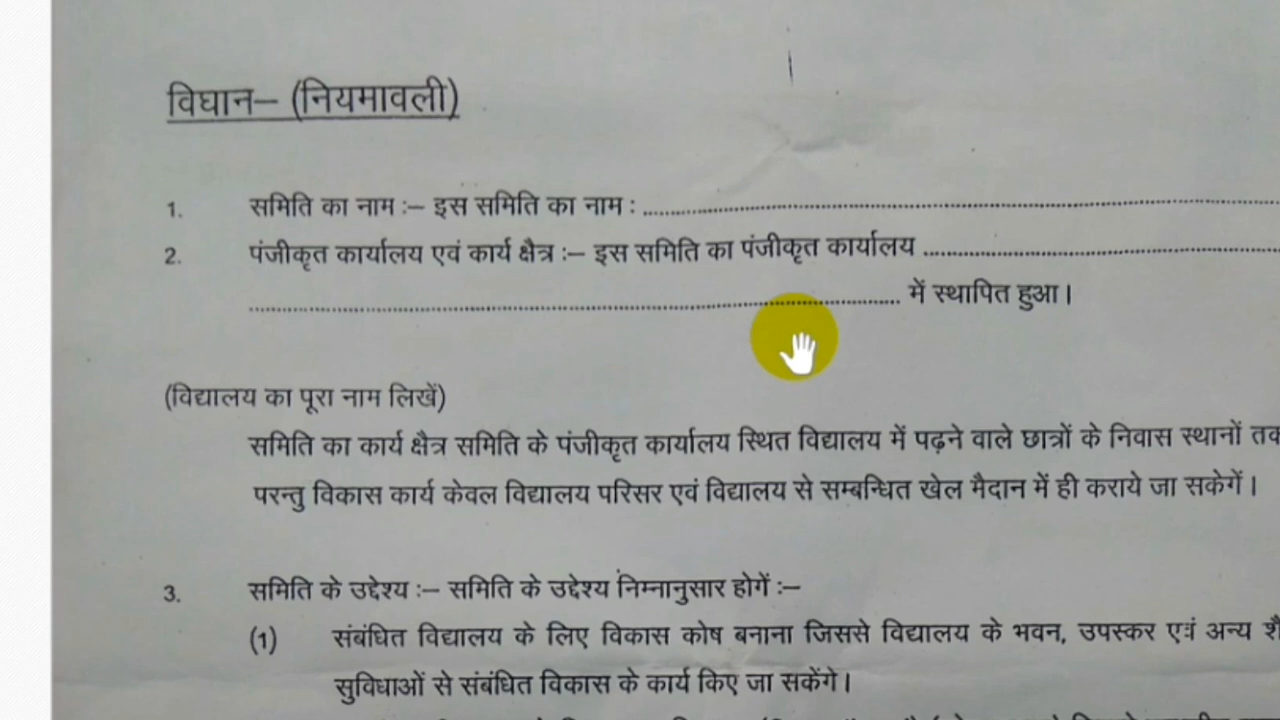 विघान– (नियमावली)
1. समिति का नाम :– इस समिति का नाम : ................................................
2. पंजीकृत कार्यालय एवं कार्य क्षैत्र :– इस समिति का पंजीकृत कार्यालय ................................
................................................................ में स्थापित हुआ।
(विद्यालय का पूरा नाम लिखें)
समिति का कार्य क्षैत्र समिति के पंजीकृत कार्यालय स्थित विद्यालय में पढ़ने वाले छात्रों के निवास स्थानों
परन्तु विकास कार्य केवल विद्यालय परिसर एवं विद्यालय से सम्बन्धित खेल मैदान में ही कराये जा सकेगें।
3. समिति के उद्देश्य :– समिति के उद्देश्य निम्नानुसार होगें :–
(1) संबंधित विद्यालय के लिए विकास कोष बनाना जिससे विद्यालय के भवन, उपस्कर एवं अन्य
सुविधाओं से संबंधित विकास के कार्य किए जा सकेंगे।